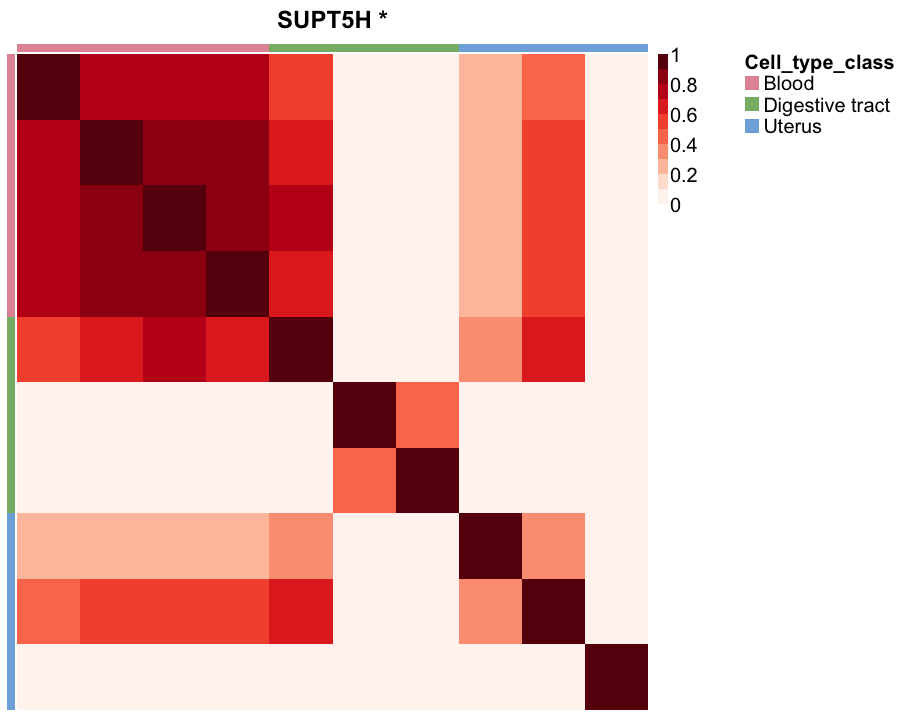 SUPT5H *
1
0.8
0.6
0.4
0.2
0
Cell_type_class
Blood
Digestive tract
Uterus